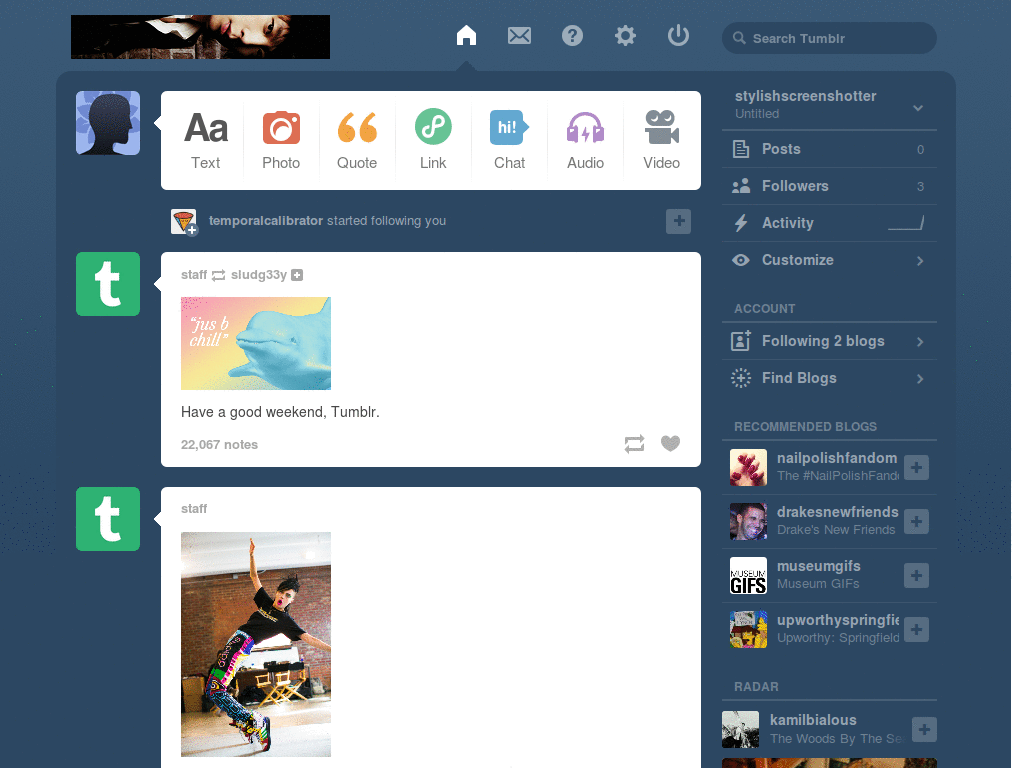 Search Tumblr
Aa
hi!
Text
Photo
Quote
Link
Chat
Audio
Video
temporalcalibrator started following you
t
staff sludg33y
“jus b
chill”
Have a good weekend, Tumblr.
22,067 notes
t
staff
stylishscreenshotter
Untitled
Posts 0
Followers 3
Activity
Customize
ACCOUNT
Following 2 blogs
Find Blogs
RECOMMENDED BLOGS
nailpolishfandom
The #NailPolishFand
drakesnewfriends
Drake's New Friends
MUSEUM
GIFS
museumgifs
Museum GIFs
upworthyspringfie
Upworthy: Springfield
RADAR
kamilbialous
The Woods By The Se